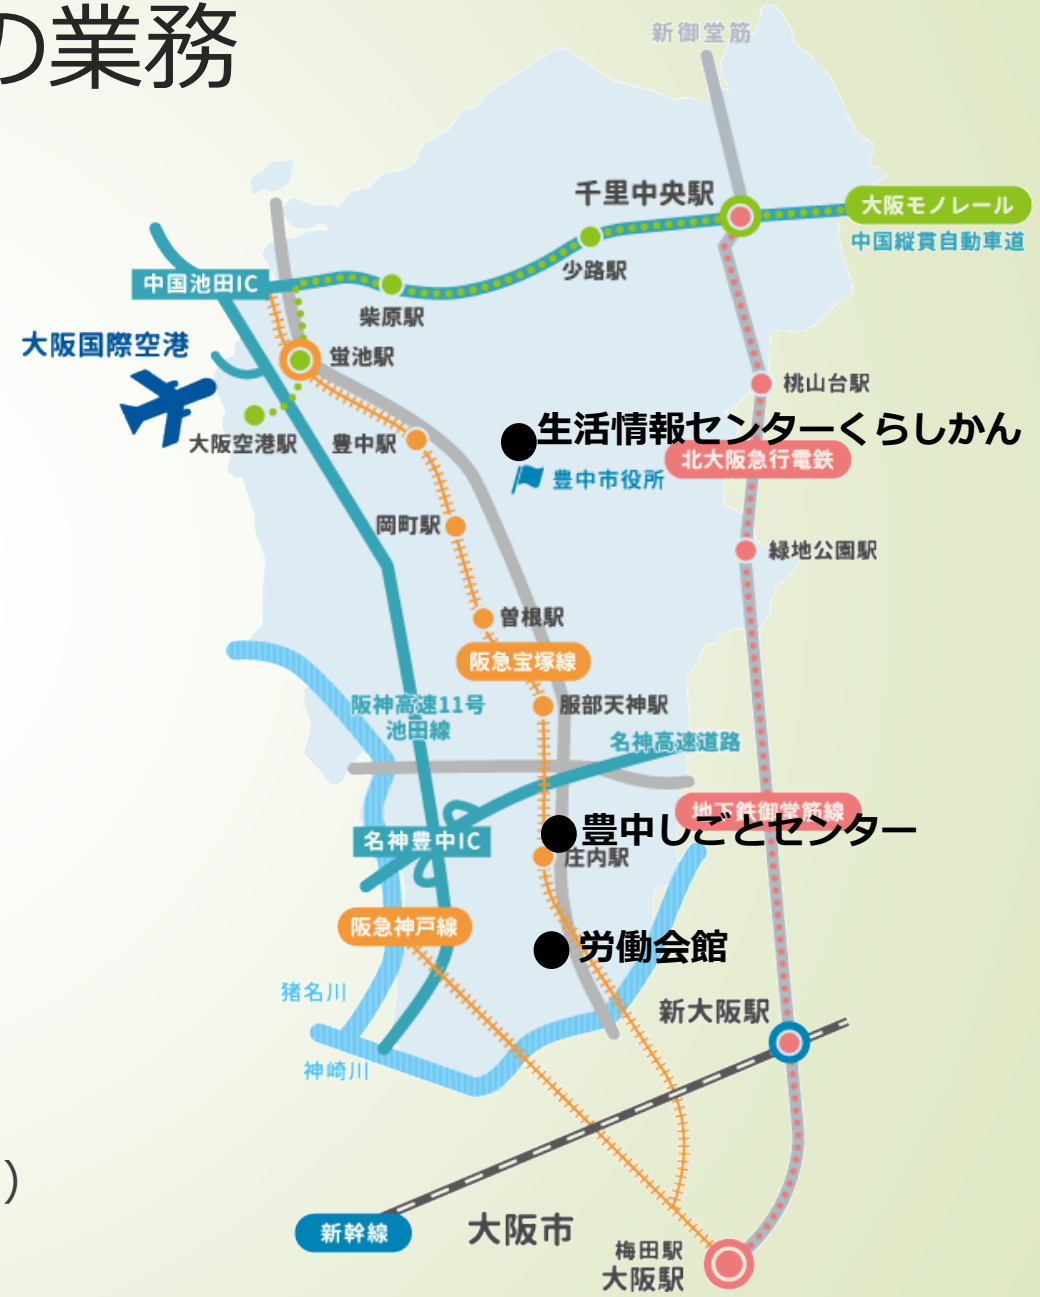 の業務
新御堂筋
千里中央駅
大阪モノレール
中国縦貫自動車道
少路駅
中国池田IC
柴原駅
大阪国際空港
蛍池駅
桃山台駅
大阪空港駅
豊中駅
生活情報センターくらしかん
北大阪急行電鉄
豊中市役所
岡町駅
緑地公園駅
曽根駅
阪急宝塚線
阪神高速11号
池田線
服部天神駅
名神高速道路
地下鉄御堂筋線
豊中しごとセンター
名神豊中IC
庄内駅
阪急神戸線
労働会館
猪名川
新大阪駅
神崎川
)
新幹線
大阪市
梅田駅
大阪駅